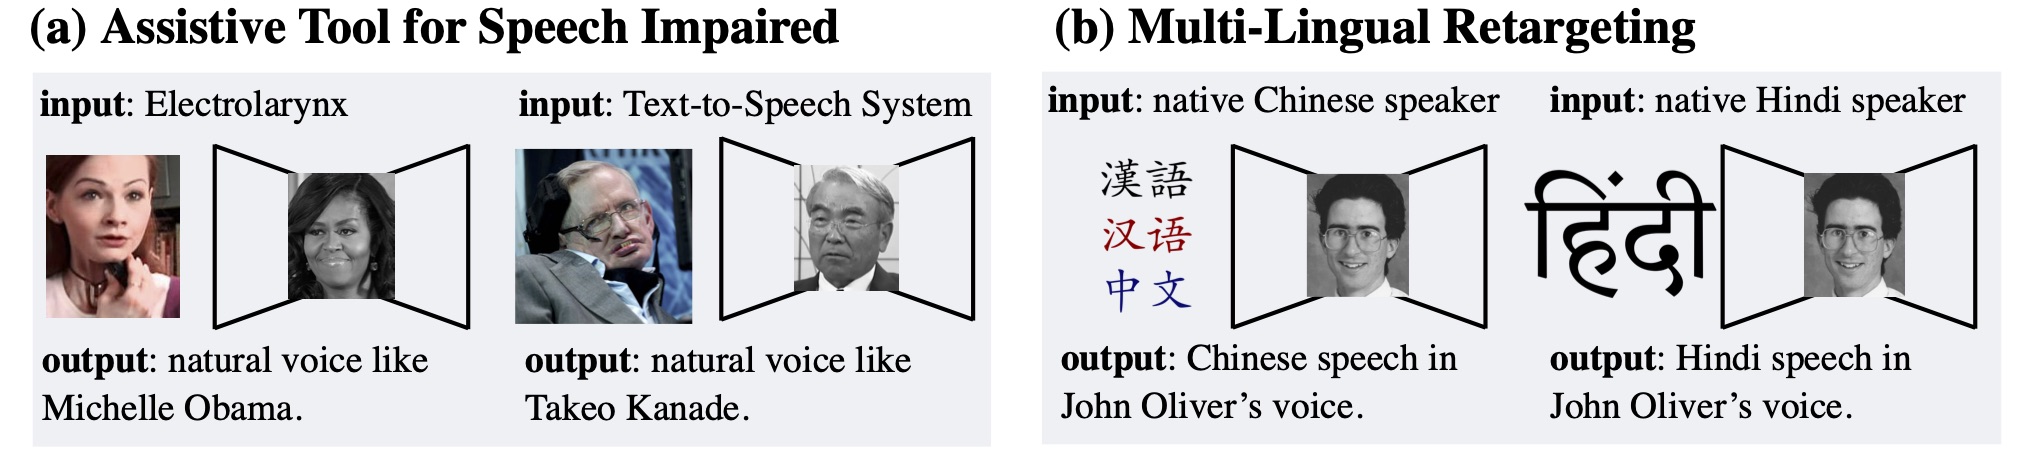 (a) Assistive Tool for Speech Impaired
input: Electrolarynx
input: Text-to-Speech System
output: natural voice like
Michelle Obama.
output: natural voice like
Takeo Kanade.
(b) Multi-Lingual Retargeting
input: native Chinese speaker
input: native Hindi speaker
漢語
汉语
中文
हिंदी
output: Chinese speech in
John Oliver’s voice.
output: Hindi speech in
John Oliver’s voice.